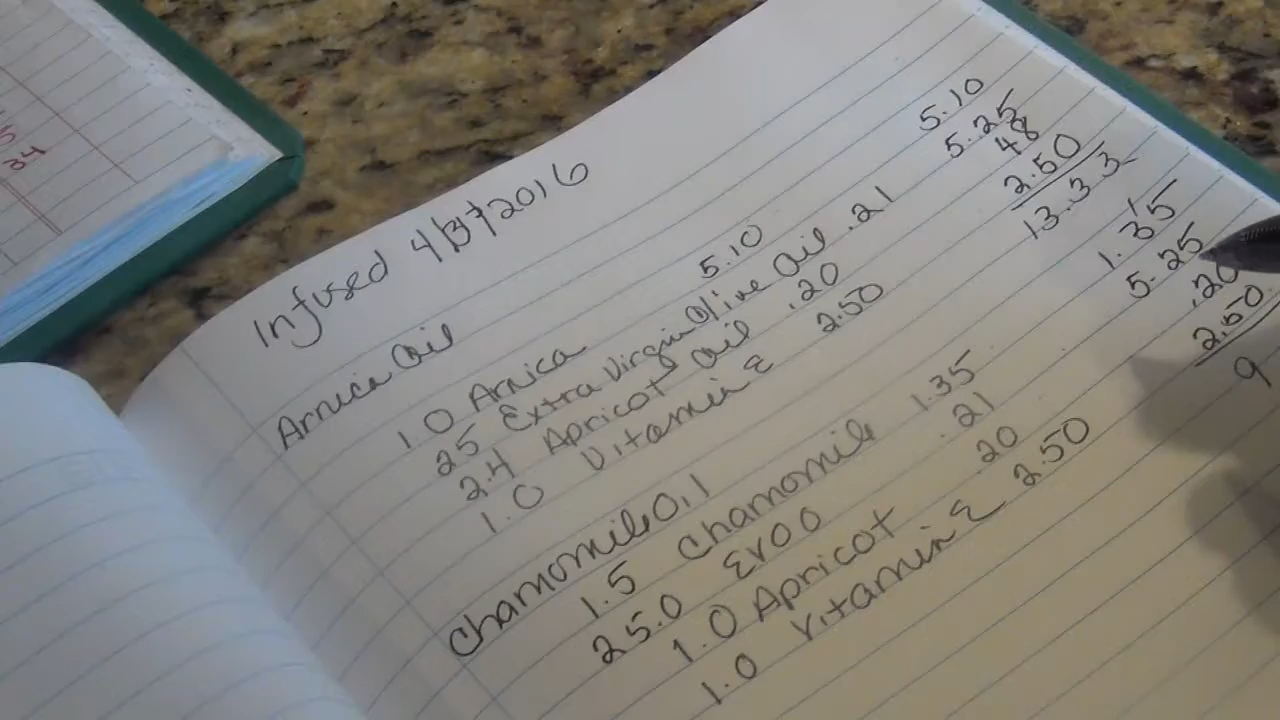 34
Infused 4/13/2016
Arnica Oil
1.0 Arnica 5.10
25 Extra Virgin Olive Oil .21
2.4 Apricot Oil .20
1.0 Vitamin E 2.50
5.10
5.25
48
2.50
13.33
Chamomile Oil
1.5 Chamomile 1.35
25.0 EVOO .21
1.0 Apricot .20
1.0 Vitamin E 2.50
1.35
5.25
.20
2.50
9